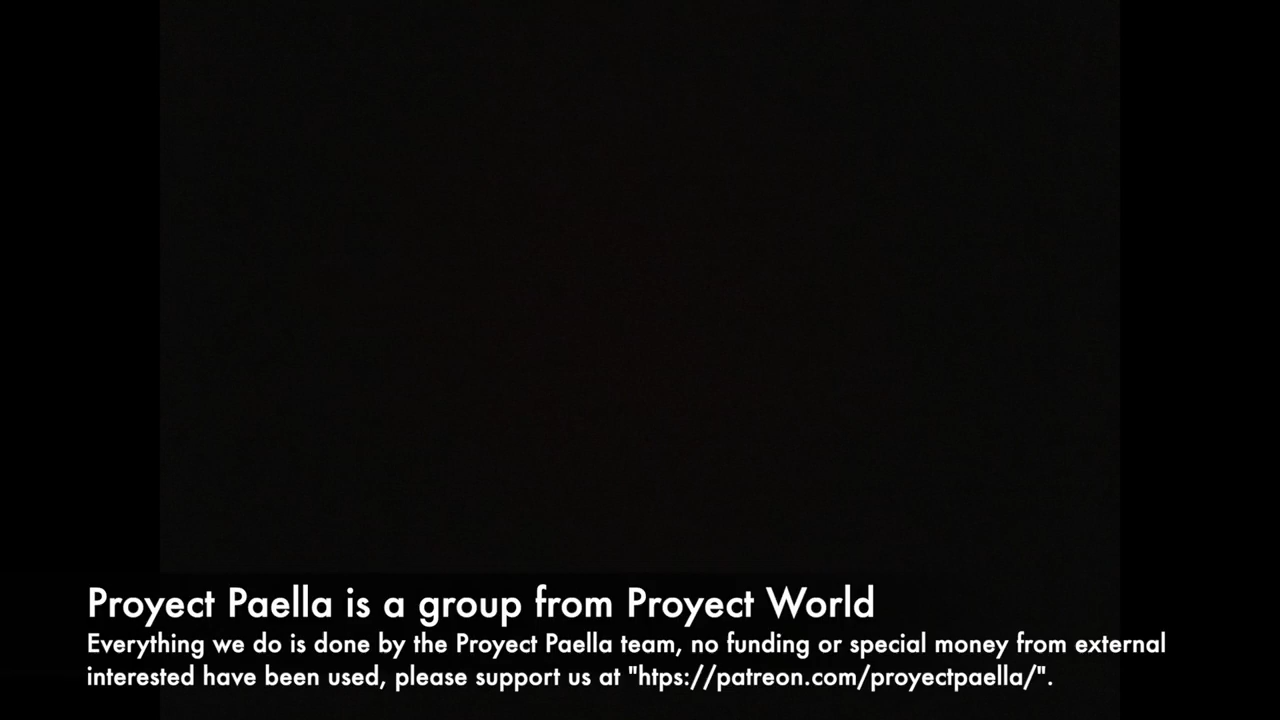 Proyect Paella is a group from Proyect World
Everything we do is done by the Proyect Paella team, no funding or special money from external
interested have been used, please support us at "htps://patreon.com/proyectpaella/".